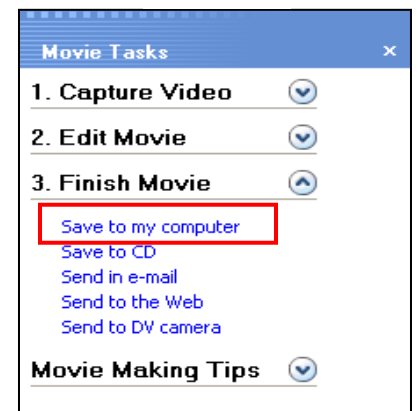 Movie Tasks
1. Capture Video
2. Edit Movie
3. Finish Movie
Save to my computer
Save to CD
Send in e-mail
Send to the Web
Send to DV camera
Movie Making Tips